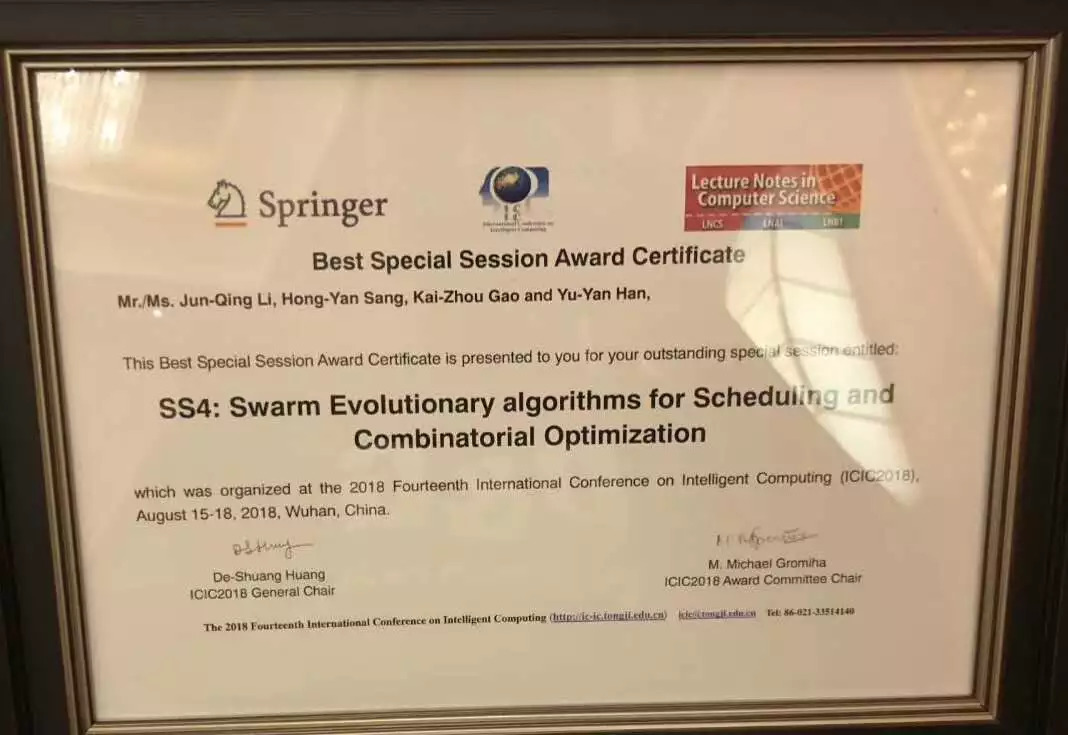 Springer
International Conference on
Intelligent Computing
Lecture Notes in
Computer Science
LNCS LNAI LNBI
Best Special Session Award Certificate
Mr./Ms. Jun-Qing Li, Hong-Yan Sang, Kai-Zhou Gao and Yu-Yan Han,
This Best Special Session Award Certificate is presented to you for your outstanding special session entitled:
SS4: Swarm Evolutionary algorithms for Scheduling and
Combinatorial Optimization
which was organized at the 2018 Fourteenth International Conference on Intelligent Computing (ICIC2018),
August 15-18, 2018, Wuhan, China.
De-Shuang Huang
ICIC2018 General Chair
M. Michael Gromiha
ICIC2018 Award Committee Chair
The 2018 Fourteenth International Conference on Intelligent Computing (http://ic-ic.tongji.edu.cn) icic@tongji.edu.cn Tel: 86-021-33514140